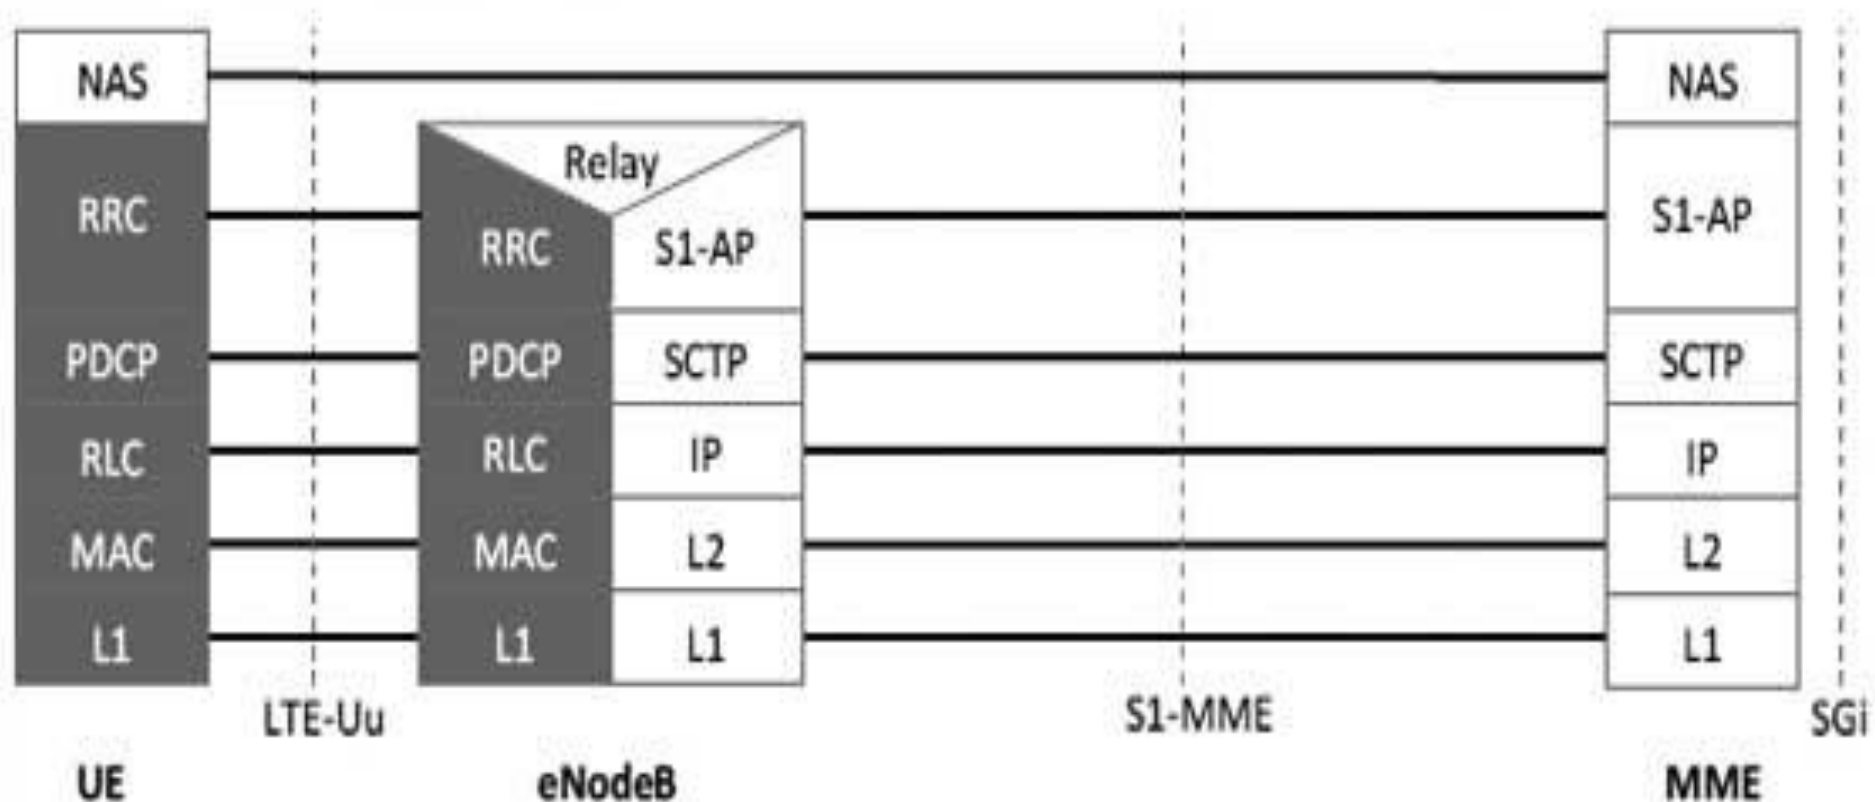 NAS
NAS
Relay
RRC
RRC
S1-AP
S1-AP
PDCP
PDCP
SCTP
SCTP
RLC
RLC
IP
IP
MAC
MAC
L2
L2
L1
L1
L1
L1
LTE-Uu
S1-MME
SGi
UE
eNodeB
MME